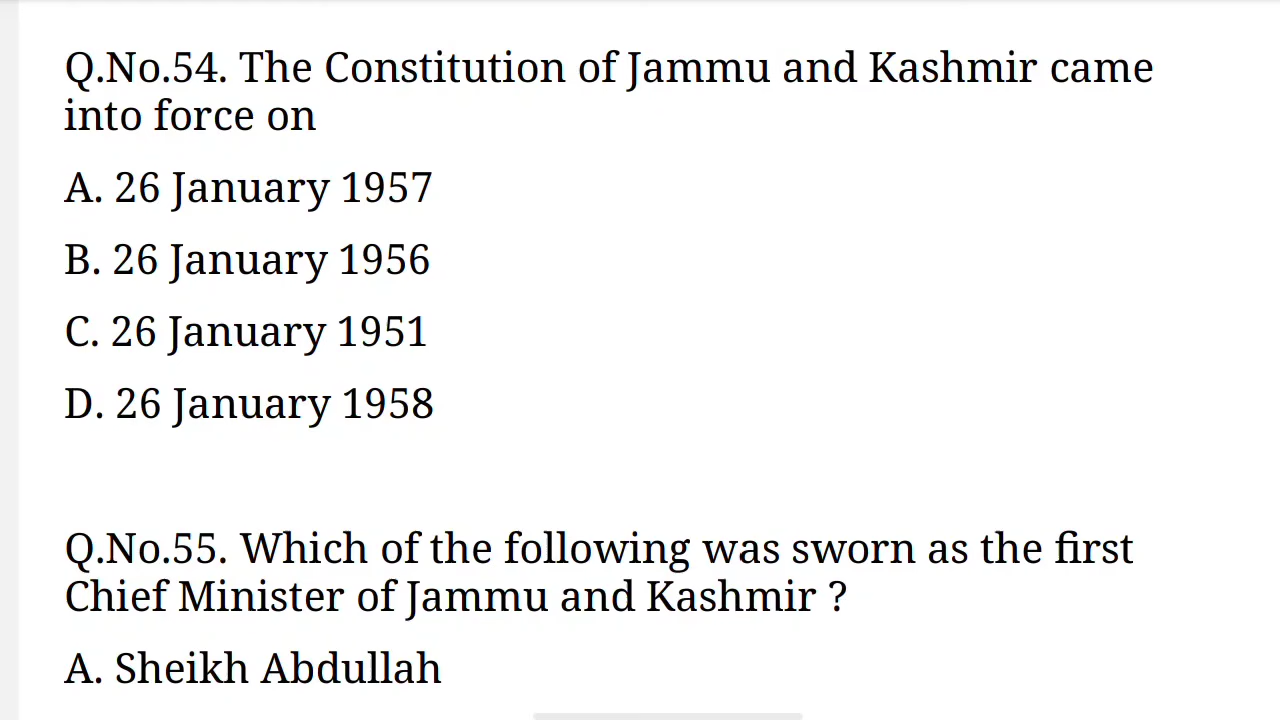 Q.No.54. The Constitution of Jammu and Kashmir came
into force on
A. 26 January 1957
B. 26 January 1956
C. 26 January 1951
D. 26 January 1958
Q.No.55. Which of the following was sworn as the first
Chief Minister of Jammu and Kashmir ?
A. Sheikh Abdullah